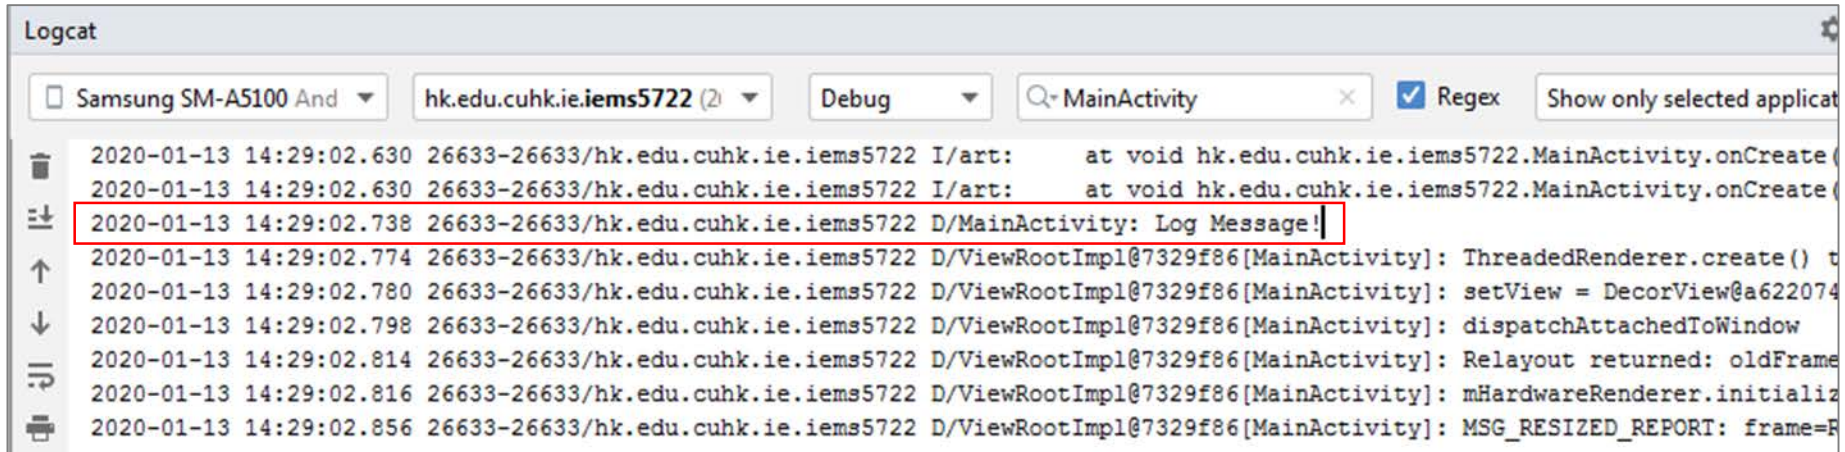 Logcat
Samsung SM-A5100 And hk.edu.cuhk.ie.iems5722 (2 Debug MainActivity Regex Show only selected applicat
2020-01-13 14:29:02.630 26633-26633/hk.edu.cuhk.ie.iems5722 I/art:     at void hk.edu.cuhk.ie.iems5722.MainActivity.onCreate(
2020-01-13 14:29:02.630 26633-26633/hk.edu.cuhk.ie.iems5722 I/art:     at void hk.edu.cuhk.ie.iems5722.MainActivity.onCreate(
2020-01-13 14:29:02.738 26633-26633/hk.edu.cuhk.ie.iems5722 D/MainActivity: Log Message!
2020-01-13 14:29:02.774 26633-26633/hk.edu.cuhk.ie.iems5722 D/ViewRootImpl@7329f86[MainActivity]: ThreadedRenderer.create() t
2020-01-13 14:29:02.780 26633-26633/hk.edu.cuhk.ie.iems5722 D/ViewRootImpl@7329f86[MainActivity]: setView = DecorView@a622074
2020-01-13 14:29:02.798 26633-26633/hk.edu.cuhk.ie.iems5722 D/ViewRootImpl@7329f86[MainActivity]: dispatchAttachedToWindow
2020-01-13 14:29:02.814 26633-26633/hk.edu.cuhk.ie.iems5722 D/ViewRootImpl@7329f86[MainActivity]: Relayout returned: oldFrame
2020-01-13 14:29:02.816 26633-26633/hk.edu.cuhk.ie.iems5722 D/ViewRootImpl@7329f86[MainActivity]: mHardwareRenderer.initializ
2020-01-13 14:29:02.856 26633-26633/hk.edu.cuhk.ie.iems5722 D/ViewRootImpl@7329f86[MainActivity]: MSG_RESIZED_REPORT: frame=R